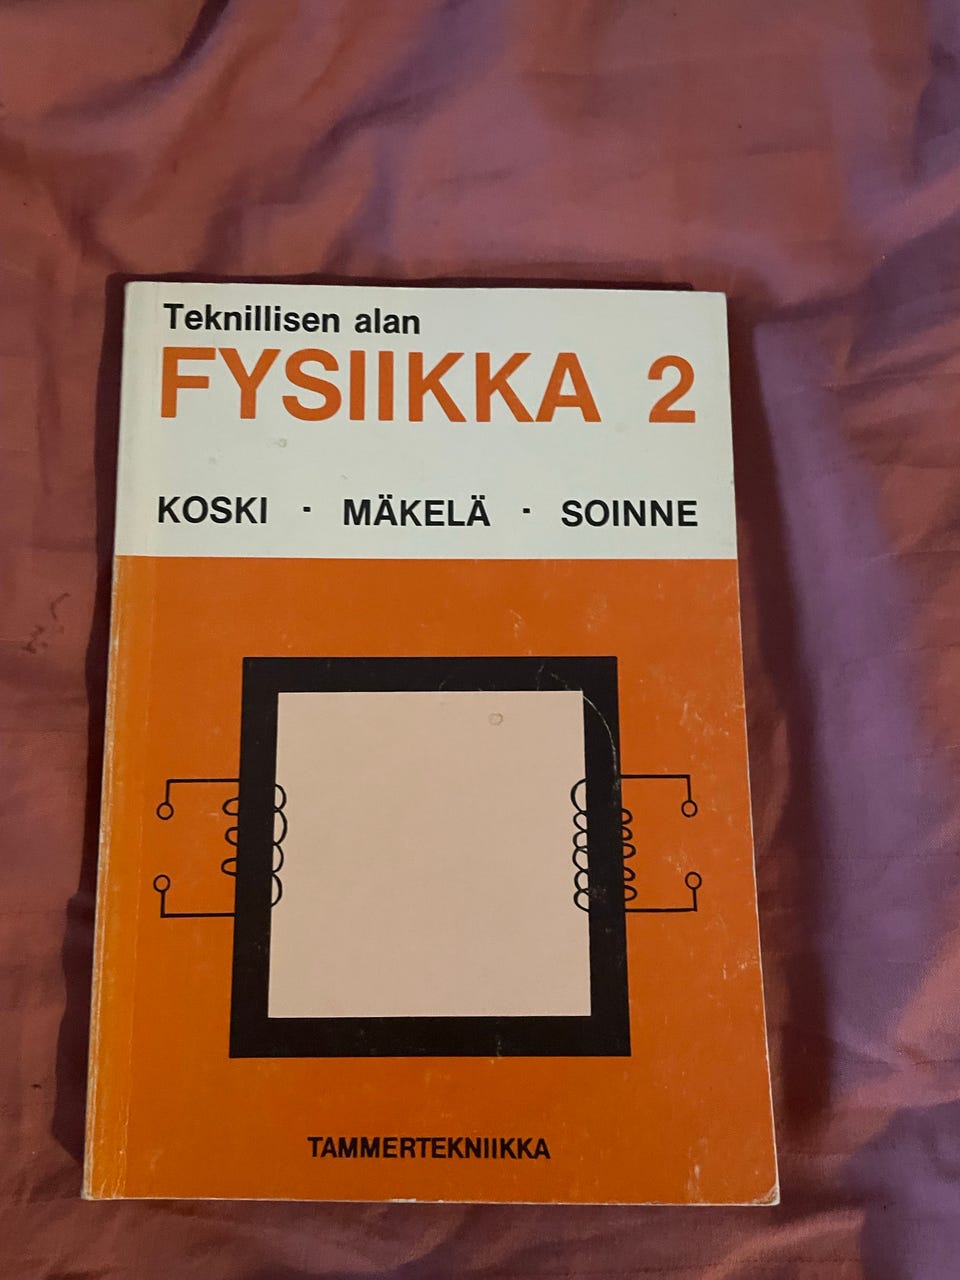 Teknillisen alan
FYSIIKKA 2
KOSKI · MÄKELÄ · SOINNE
TAMMERTEKNIIKKA